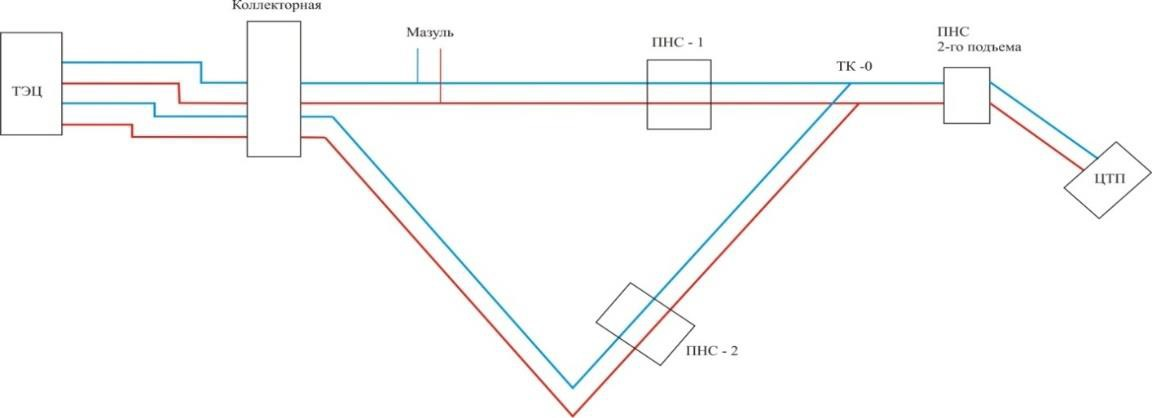 Коллекторная
ТЭЦ
Мазуль
ПНС - 1
ТК -0
ПНС
2-го подъема
ЦТП
ПНС - 2